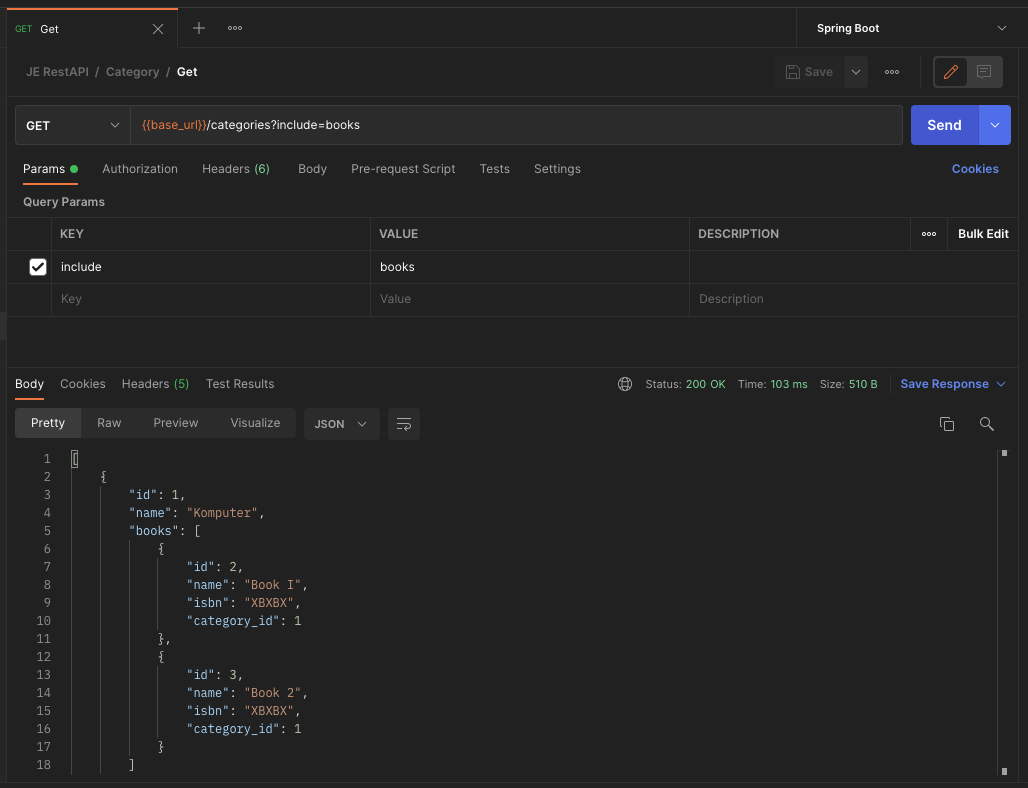 GET Get
Spring Boot
JE RestAPI / Category / Get
Save
GET {{base_url}}/categories?include=books Send
Params Authorization Headers (6) Body Pre-request Script Tests Settings Cookies
Query Params
KEY VALUE DESCRIPTION Bulk Edit
include books
Key Value Description
Body Cookies Headers (5) Test Results Status: 200 OK Time: 103 ms Size: 510 B Save Response
Pretty Raw Preview Visualize JSON
1 [
2 {
3 "id": 1,
4 "name": "Komputer",
5 "books": [
6 {
7 "id": 2,
8 "name": "Book I",
9 "isbn": "XBXBX",
10 "category_id": 1
11 },
12 {
13 "id": 3,
14 "name": "Book 2",
15 "isbn": "XBXBX",
16 "category_id": 1
17 }
18 ]